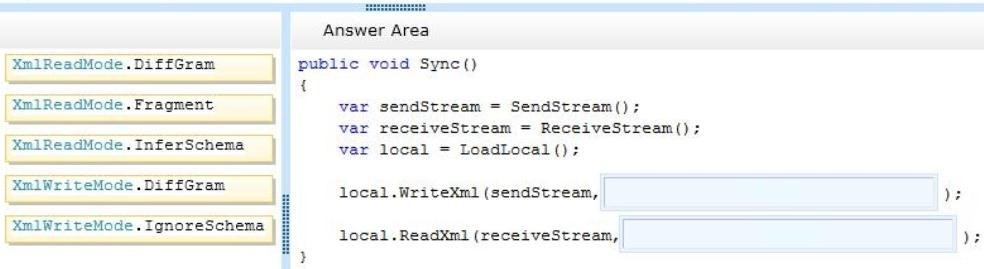 XmlReadMode.DiffGram
XmlReadMode.Fragment
XmlReadMode.InferSchema
XmlWriteMode.DiffGram
XmlWriteMode.IgnoreSchema
Answer Area
public void Sync()
{
var sendStream = SendStream();
var receiveStream = ReceiveStream();
var local = LoadLocal();
local.WriteXml(sendStream, );
local.ReadXml(receiveStream, );
}